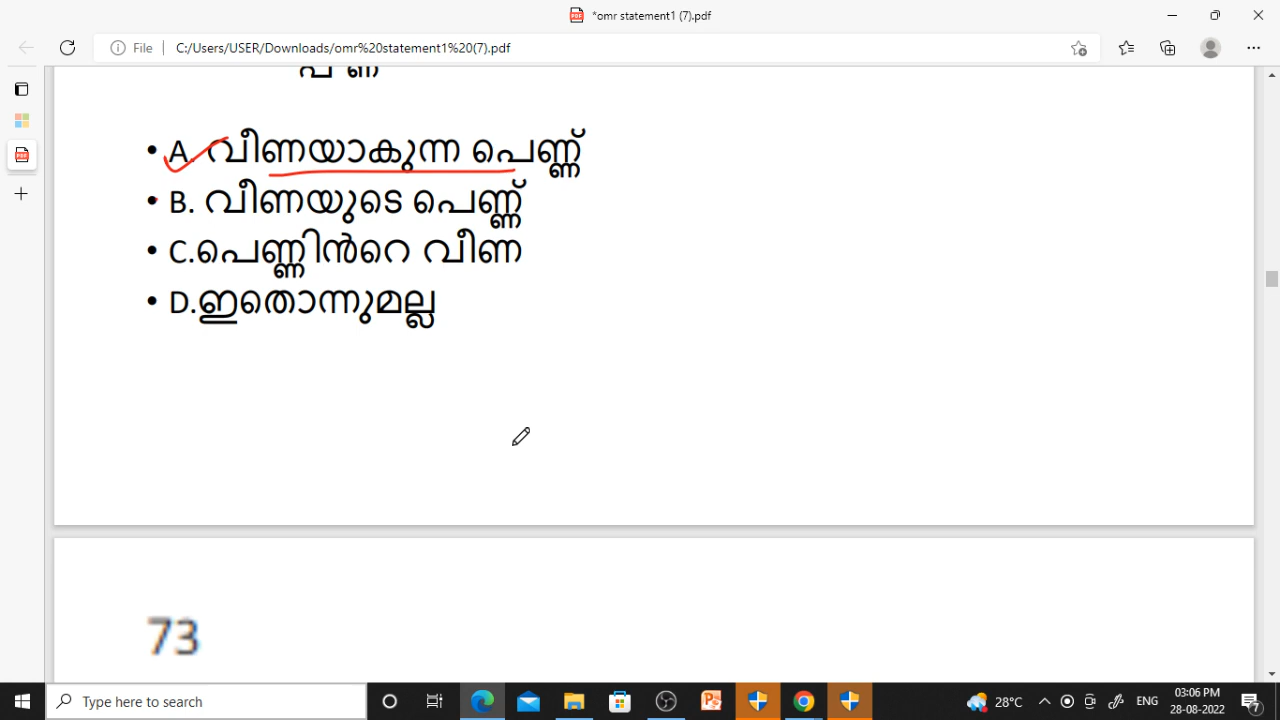 *omr statement1 (7).pdf
File C:/Users/USER/Downloads/omr%20statement1%20(7).pdf
• A. വീണയാകുന്ന പെണ്ണ്
• B. വീണയുടെ പെണ്ണ്
• C.പെണ്ണിൻറെ വീണ
• D.ഇതൊന്നുമല്ല
73
Type here to search 28°C ENG 03:06 PM
28-08-2022 7